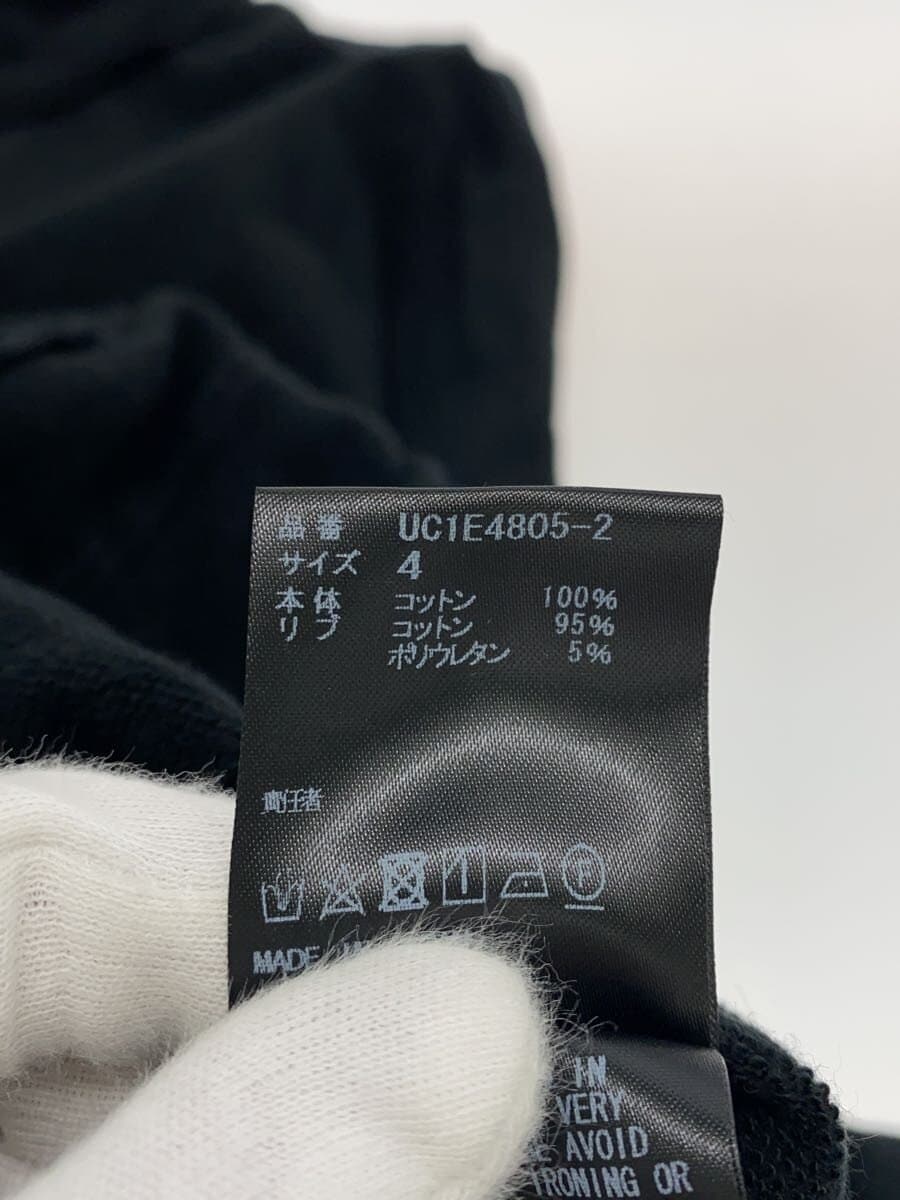 品番 UC1E4805-2
サイズ 4
本体 コットン 100%
リブ コットン 95%
ポリウレタン 5%
責任者
MADE
IN
VERY
AVOID
IRONING OR